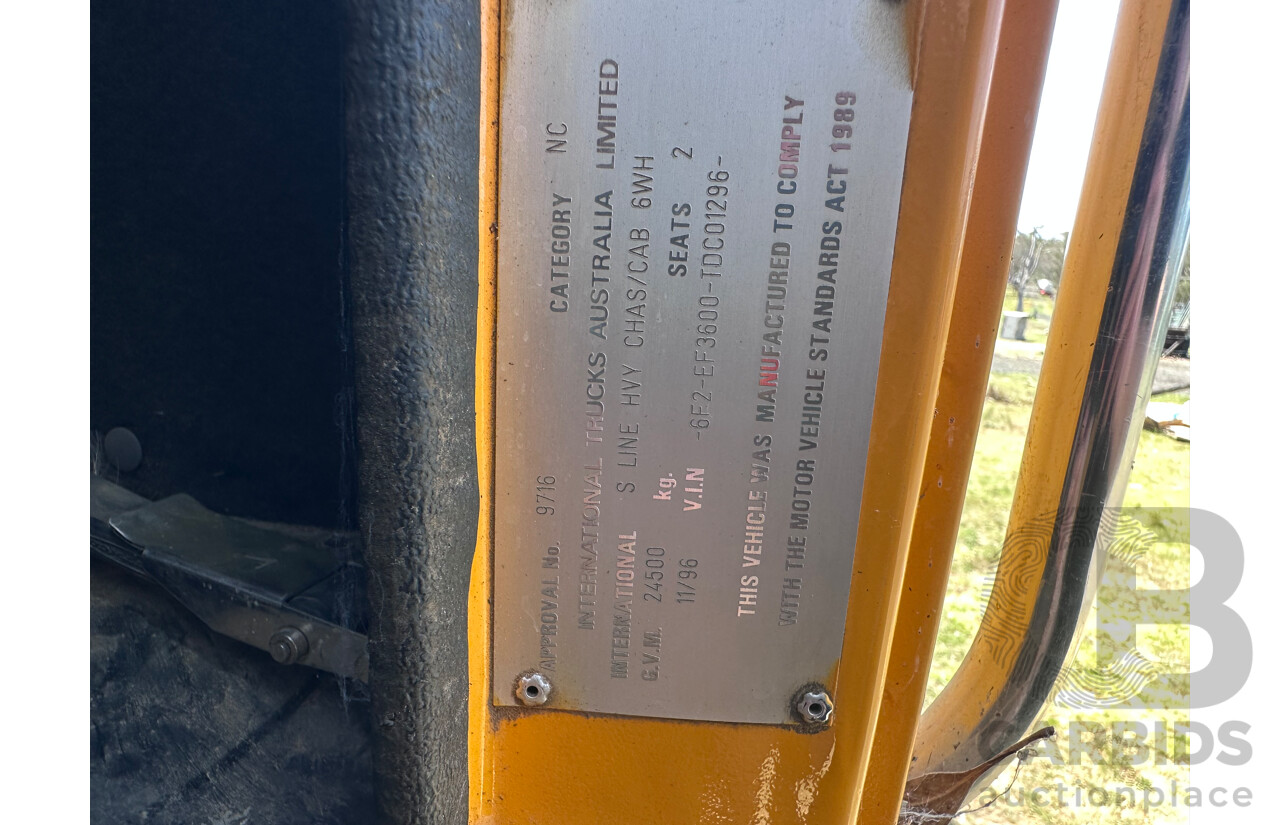 APPROVAL No. 9716 CATEGORY NC
INTERNATIONAL TRUCKS AUSTRALIA LIMITED
INTERNATIONAL S LINE HVY CHAS/CAB 6WH
G.V.M. 24500 kg. SEATS 2
11/96 V.I.N -6F2-EF3600-TDC01296-
THIS VEHICLE WAS MANUFACTURED TO COMPLY
WITH THE MOTOR VEHICLE STANDARDS ACT 1989
B
CARBIDS
auctionplace